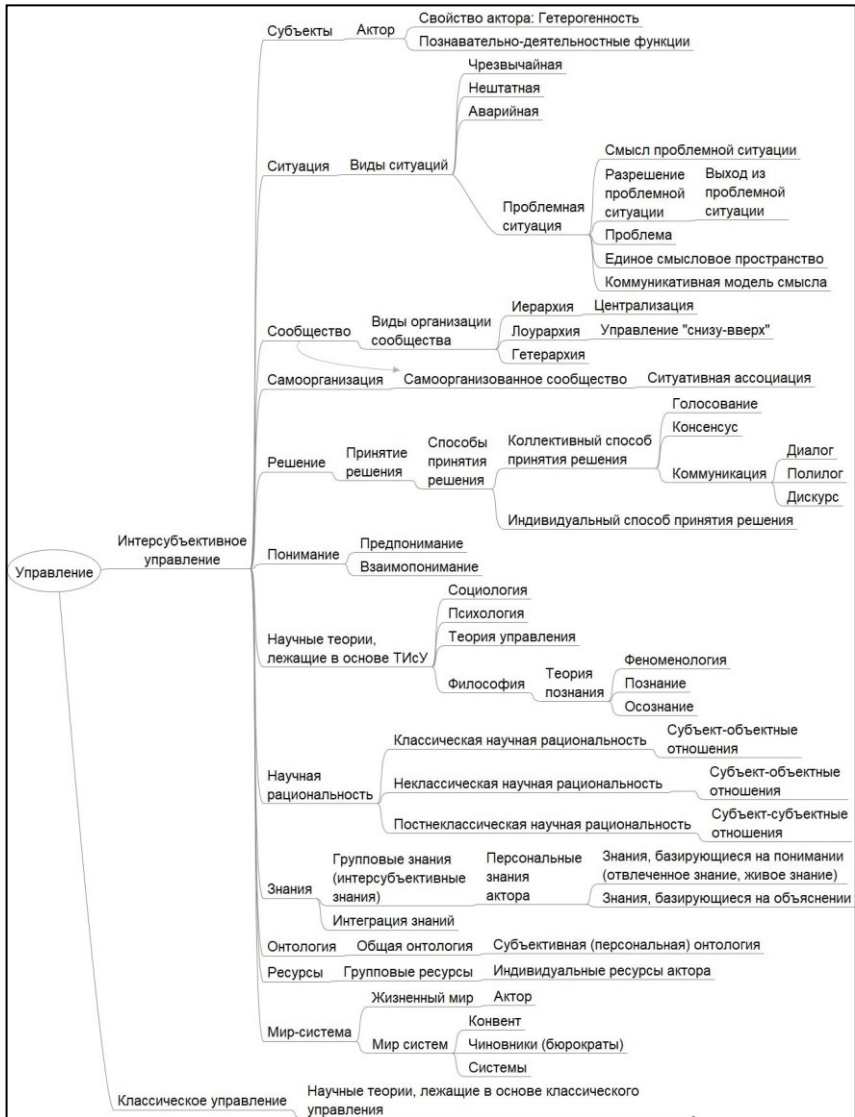 Управление
Интерсубъективное
управление
Субъекты
Актор
Свойство актора: Гетерогенность
Познавательно-деятельностные функции
Ситуация
Виды ситуаций
Чрезвычайная
Нештатная
Аварийная
Проблемная
ситуация
Смысл проблемной ситуации
Разрешение
проблемной
ситуации
Выход из
проблемной
ситуации
Проблема
Единое смысловое пространство
Коммуникативная модель смысла
Сообщество
Виды организации
сообщества
Иерархия
Централизация
Лоурархия
Управление "снизу-вверх"
Гетерархия
Самоорганизация
Самоорганизованное сообщество
Ситуативная ассоциация
Решение
Принятие
решения
Способы
принятия
решения
Коллективный способ
принятия решения
Голосование
Консенсус
Коммуникация
Диалог
Полилог
Дискурс
Индивидуальный способ принятия решения
Понимание
Предпонимание
Взаимопонимание
Научные теории,
лежащие в основе ТИсУ
Социология
Психология
Теория управления
Философия
Теория
познания
Феноменология
Познание
Осознание
Научная
рациональность
Классическая научная рациональность
Субъект-объектные
отношения
Неклассическая научная рациональность
Субъект-объектные
отношения
Постнеклассическая научная рациональность
Субъект-субъектные
отношения
Знания
Групповые знания
(интерсубъективные
знания)
Персональные
знания
актора
Знания, базирующиеся на понимании
(отвлеченное знание, живое знание)
Знания, базирующиеся на объяснении
Интеграция знаний
Онтология
Общая онтология
Субъективная (персональная) онтология
Ресурсы
Групповые ресурсы
Индивидуальные ресурсы актора
Мир-система
Жизненный мир
Актор
Мир систем
Конвент
Чиновники (бюрократы)
Системы
Классическое управление
Научные теории, лежащие в основе классического
управления